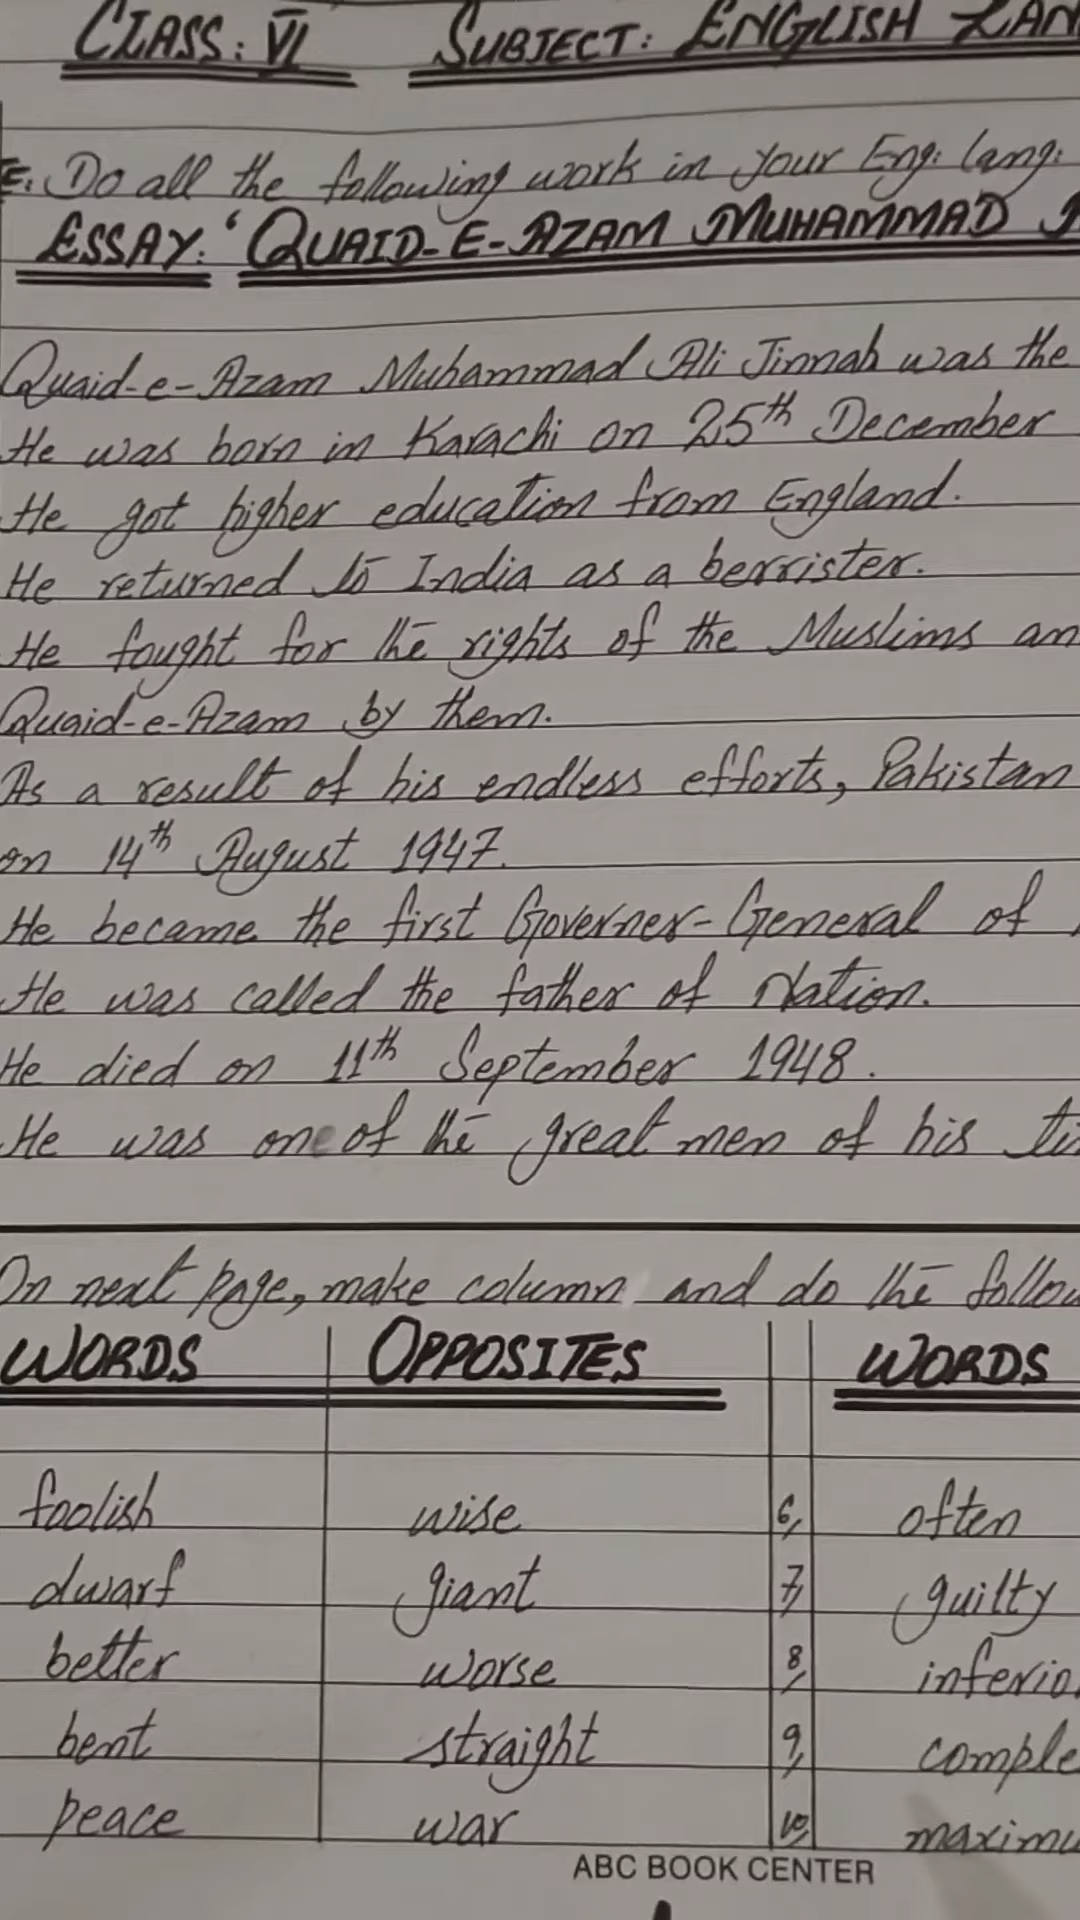 CLASS: VI SUBJECT: ENGLISH LAN
E: Do all the following work in your Eng: lang:
ESSAY: 'QUAID-E-AZAM MUHAMMAD
Quaid-e-Azam Muhammad Ali Jinnah was the
He was born in Karachi on 25th December
He got higher education from England.
He returned to India as a berrister.
He fought for the rights of the Muslims an
Quaid-e-Azam by them.
As a result of his endless efforts, Pakistan
on 14th August 1947.
He became the first Governer-General of
He was called the father of Nation.
He died on 11th September 1948.
He was one of the great men of his ti
On next page, make column and do the follow
WORDS OPPOSITES WORDS
foolish wise 6, often
dwarf giant 7, guilty
better worse 8, inferio
bent straight 9, comple
peace war 10, maximu
ABC BOOK CENTER